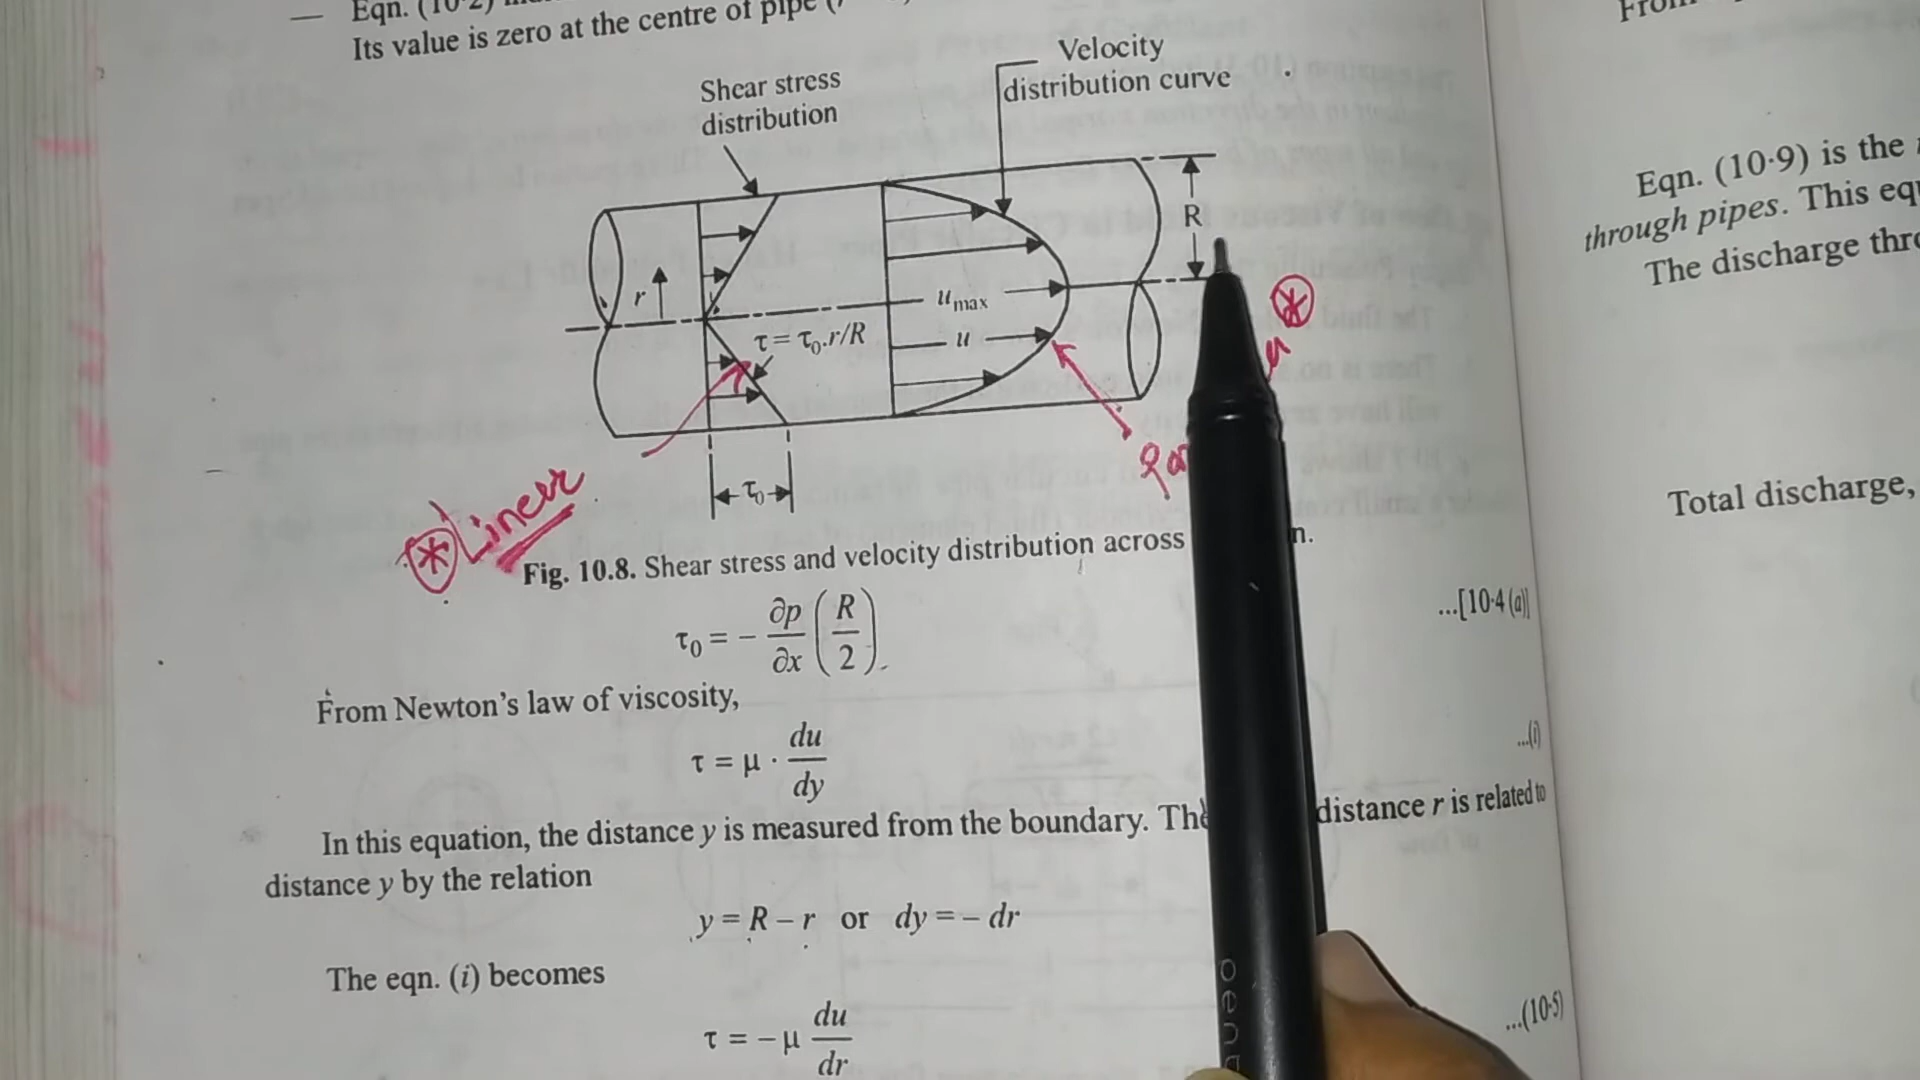 Eqn. (10·2)
Its value is zero at the centre of pipe
Shear stress
distribution
Velocity
distribution curve
R
r
u max
τ = τ0.r/R
u
τ0
Linerr
Fig. 10.8. Shear stress and velocity distribution across
n.
τ0 = − ∂p/∂x (R/2)
...[10·4 (a)]
From Newton's law of viscosity,
τ = μ · du/dy
...(i)
In this equation, the distance y is measured from the boundary. The distance r is related to
distance y by the relation
y = R – r or dy = – dr
The eqn. (i) becomes
τ = − μ du/dr
...(10·5)
Eqn. (10·9) is the
through pipes. This
The discharge
Total discharge,